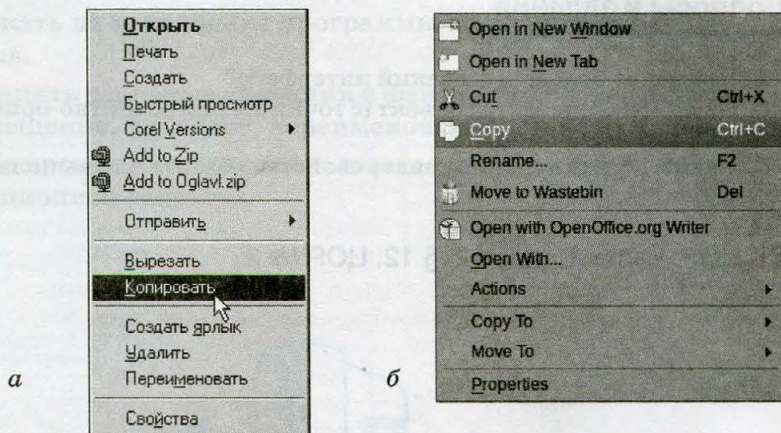 Открыть
Печать
Создать
Быстрый просмотр
Corel Versions
Add to Zip
Add to Oglavl.zip
Отправить
Вырезать
Копировать
Создать ярлык
Удалить
Переименовать
Свойства
а
Open in New Window
Open in New Tab
Cut Ctrl+X
Copy Ctrl+C
Rename... F2
Move to Wastebin Del
Open with OpenOffice.org Writer
Open With...
Actions
Copy To
Move To
Properties
б